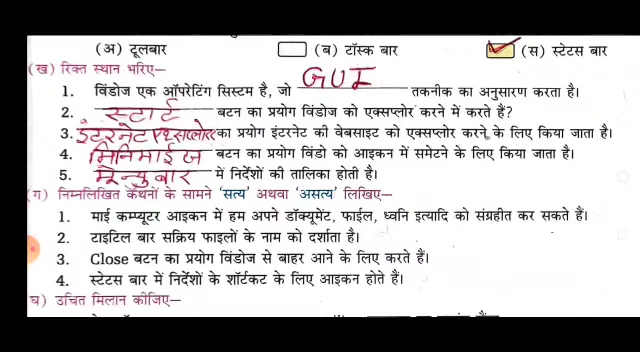 (अ) टूलबार (ब) टॉस्क बार (स) स्टेटस बार
(ख) रिक्त स्थान भरिए—
1. विंडोज एक ऑपरेटिंग सिस्टम है, जो GUI तकनीक का अनुसारण करता है।
2. स्टार्ट बटन का प्रयोग विंडोज को एक्सप्लोर करने में करते हैं?
3. इंटरनेट एक्सप्लोरर का प्रयोग इंटरनेट की वेबसाइट को एक्सप्लोर करने के लिए किया जाता है।
4. मिनिमाईज बटन का प्रयोग विंडो को आइकन में समेटने के लिए किया जाता है।
5. मेन्यु बार में निर्देशों की तालिका होती है।
(ग) निम्नलिखित कथनों के सामने 'सत्य' अथवा 'असत्य' लिखिए—
1. माई कम्प्यूटर आइकन में हम अपने डॉक्यूमेंट, फाईल, ध्वनि इत्यादि को संग्रहीत कर सकते हैं।
2. टाइटिल बार सक्रिय फाइलों के नाम को दर्शाता है।
3. Close बटन का प्रयोग विंडोज से बाहर आने के लिए करते हैं।
4. स्टेटस बार में निर्देशों के शॉर्टकट के लिए आइकन होते हैं।
घ) उचित मिलान कीजिए—